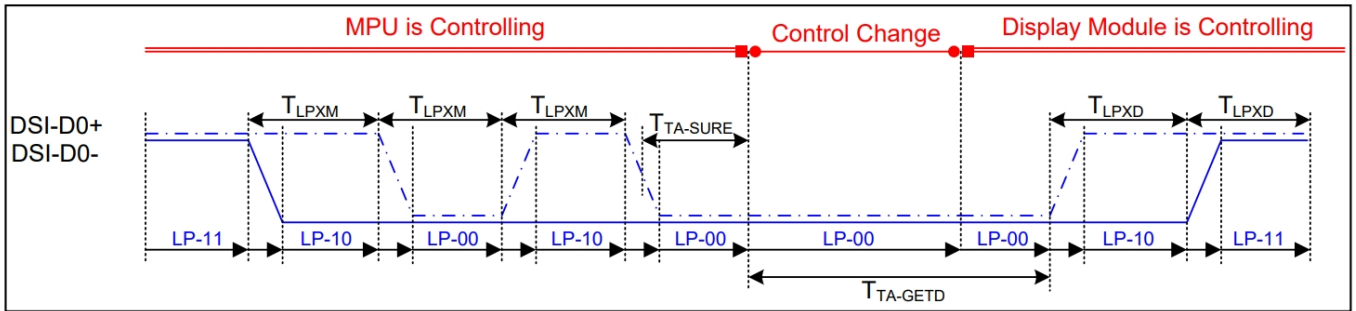 MPU is Controlling Control Change Display Module is Controlling
TLPXM TLPXM TLPXM TLPXD TLPXD
TTA-SURE
DSI-D0+
DSI-D0-
LP-11 LP-10 LP-00 LP-10 LP-00 LP-00 LP-00 LP-10 LP-11
TTA-GETD